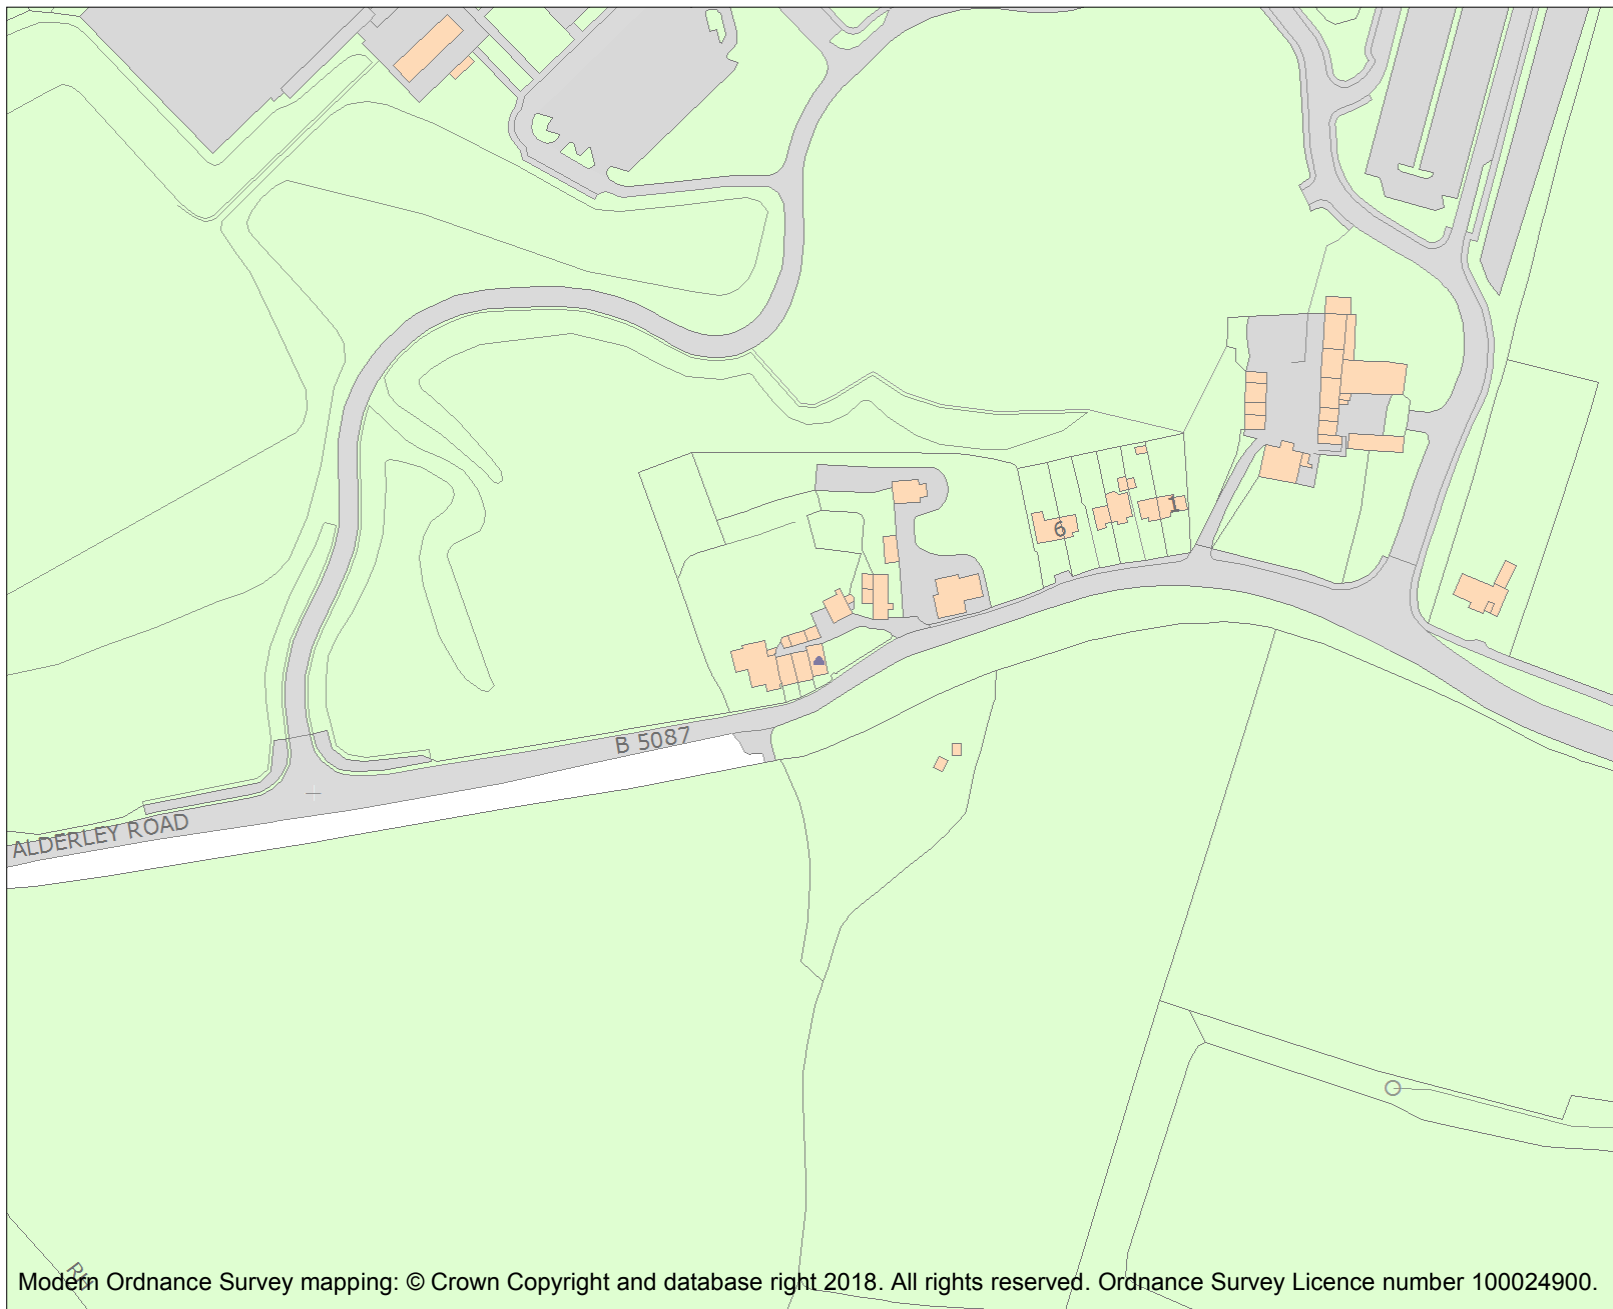 6
1
B 5087
ALDERLEY ROAD
RH
Modern Ordnance Survey mapping: © Crown Copyright and database right 2018. All rights reserved. Ordnance Survey Licence number 100024900.